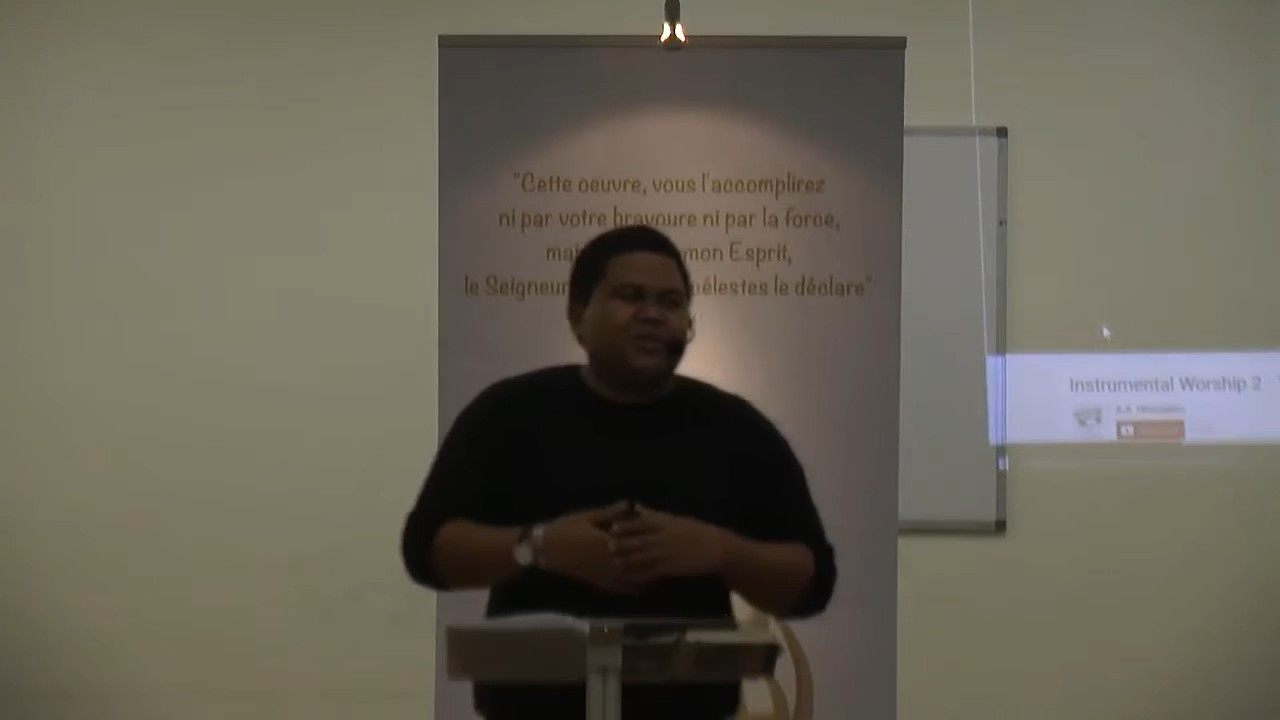 "Cette oeuvre, vous l'accomplirez
ni par votre bravoure ni par la force,
mon Esprit,
le Seigneur célestes le déclare"
Instrumental Worship 2